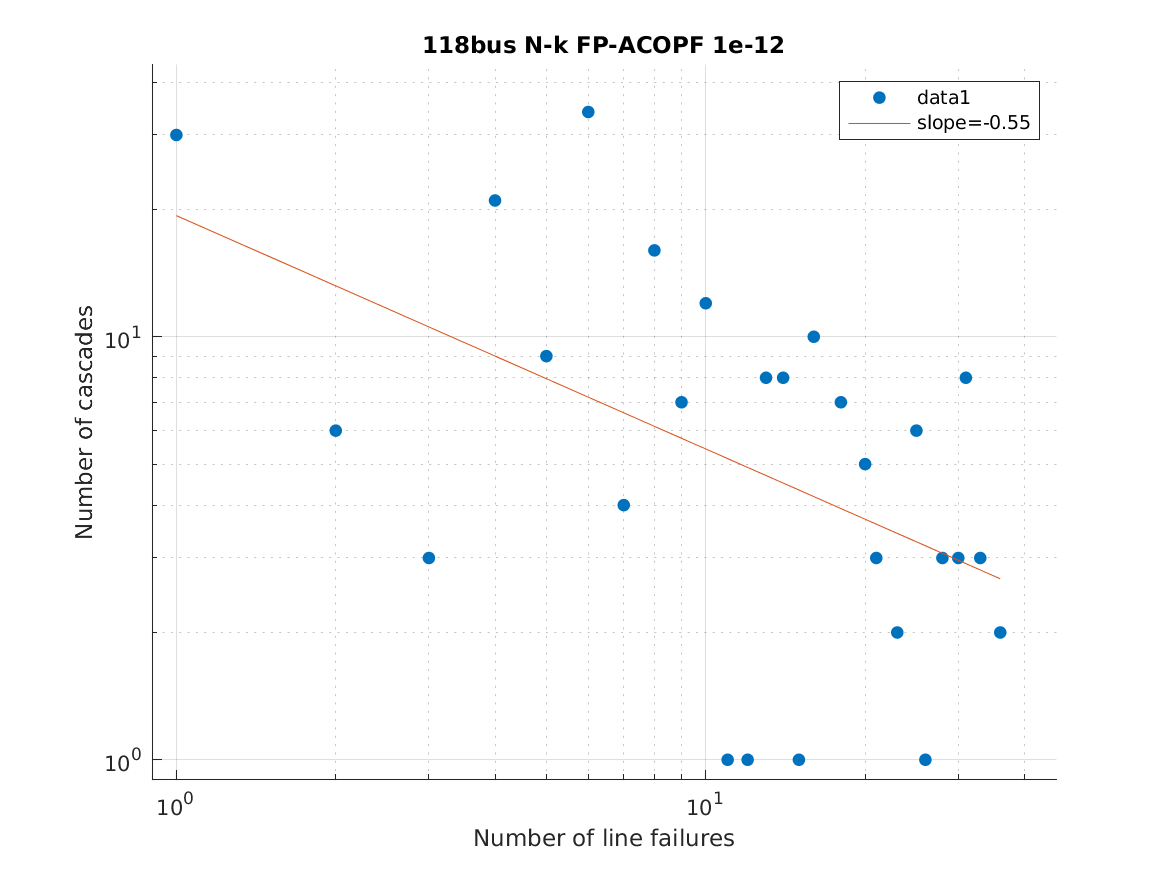 118bus N-k FP-ACOPF 1e-12
data1
slope=-0.55
Number of cascades
10^1
10^0
10^0
10^1
Number of line failures